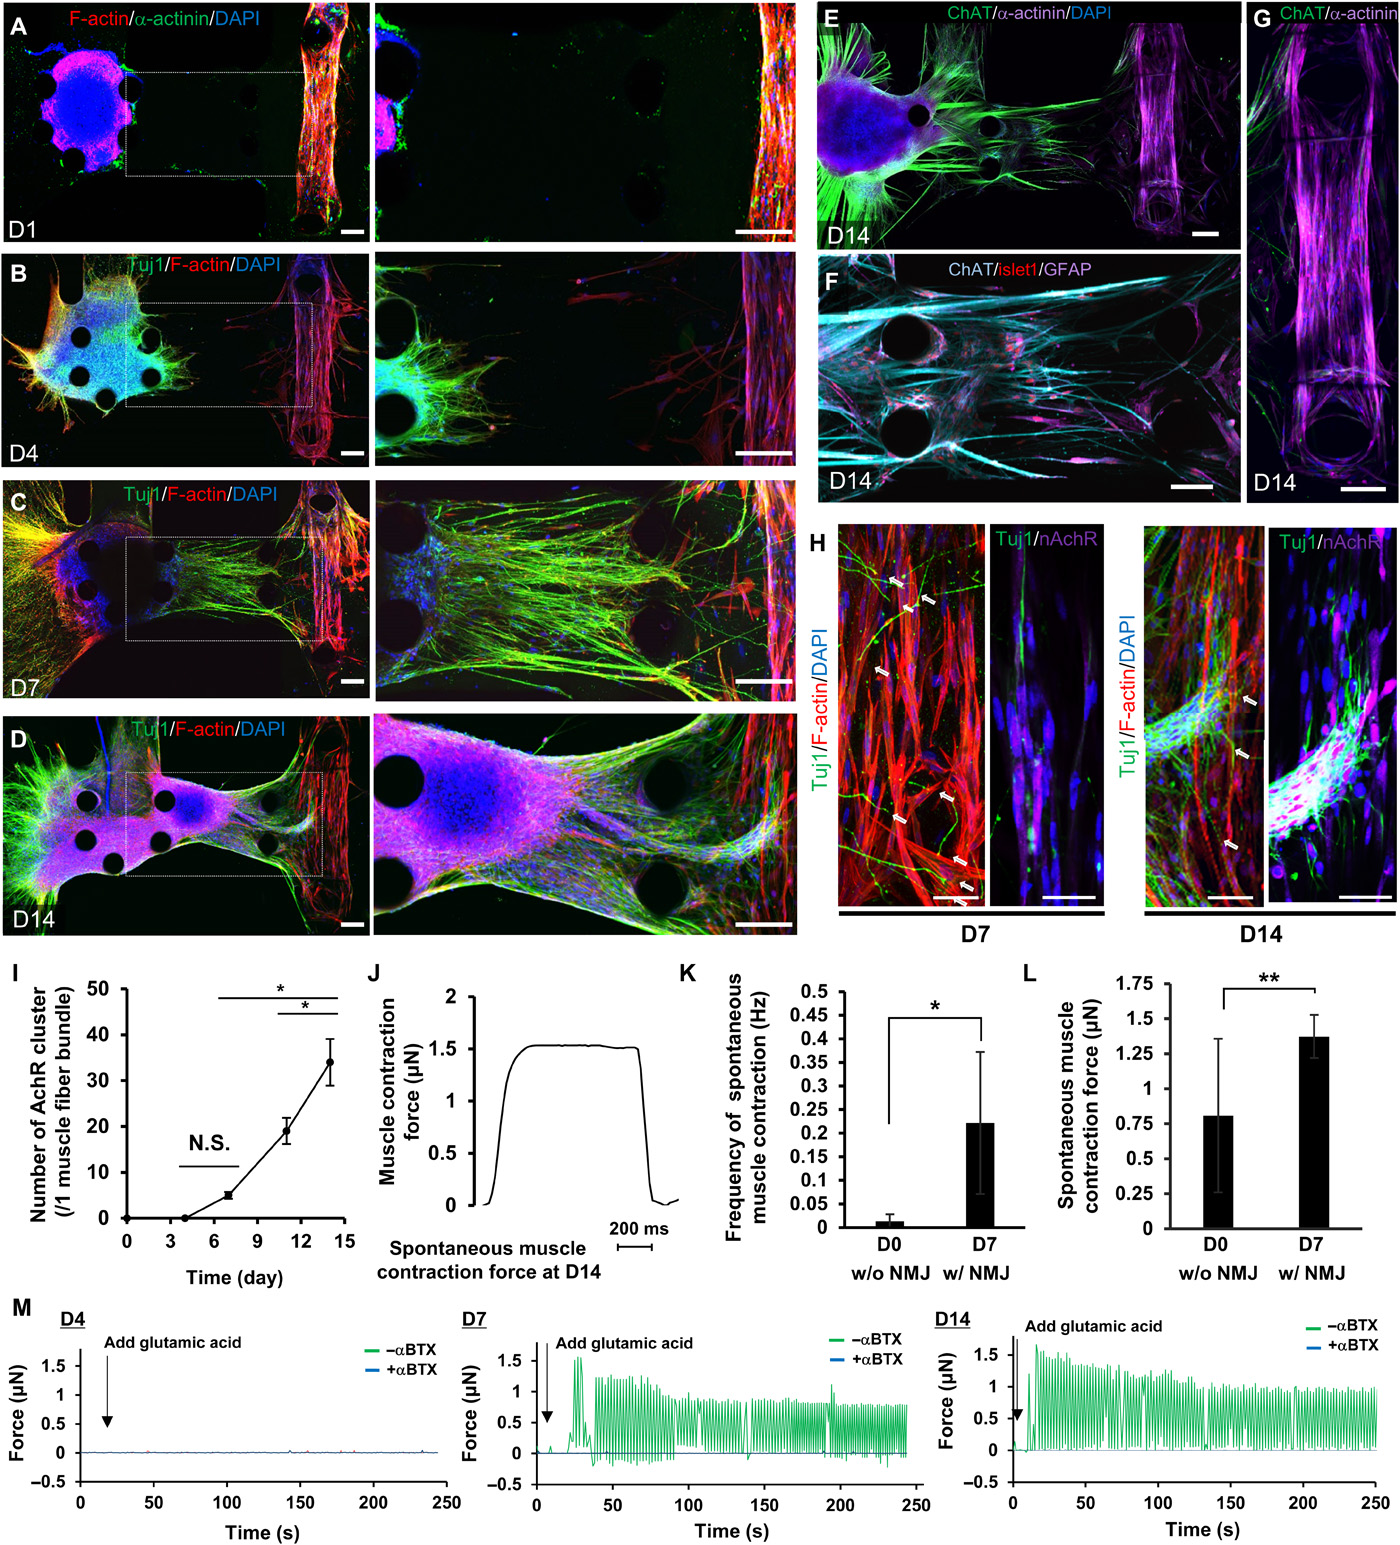 A
F-actin/α-actinin/DAPI
D1
B
Tuj1/F-actin/DAPI
D4
C
Tuj1/F-actin/DAPI
D7
D
Tuj1/F-actin/DAPI
D14
E
ChAT/α-actinin/DAPI
D14
F
ChAT/islet1/GFAP
D14
G
ChAT/α-actinin
D14
H
Tuj1/F-actin/DAPI
Tuj1/nAchR
D7
Tuj1/F-actin/DAPI
Tuj1/nAchR
D14
I
Number of AchR cluster
(/1 muscle fiber bundle)
50
40
30
20
10
0
N.S.
*
*
0 3 6 9 12 15
Time (day)
J
Muscle contraction
force (μN)
2
1.5
1
0.5
0
200 ms
Spontaneous muscle
contraction force at D14
K
Frequency of spontaneous
muscle contraction (Hz)
0.5
0.45
0.4
0.35
0.3
0.25
0.2
0.15
0.1
0.05
0
*
D0 D7
w/o NMJ w/ NMJ
L
Spontaneous muscle
contraction force (μN)
1.75
1.5
1.25
1
0.75
0.5
0.25
0
**
D0 D7
w/o NMJ w/ NMJ
M
D4
Add glutamic acid
–αBTX
+αBTX
Force (μN)
1.5
1
0.5
0
–0.5
0 50 100 150 200 250
Time (s)
D7
Add glutamic acid
–αBTX
+αBTX
Force (μN)
1.5
1
0.5
0
–0.5
0 50 100 150 200 250
Time (s)
D14
Add glutamic acid
–αBTX
+αBTX
Force (μN)
1.5
1
0.5
0
–0.5
0 50 100 150 200 250
Time (s)